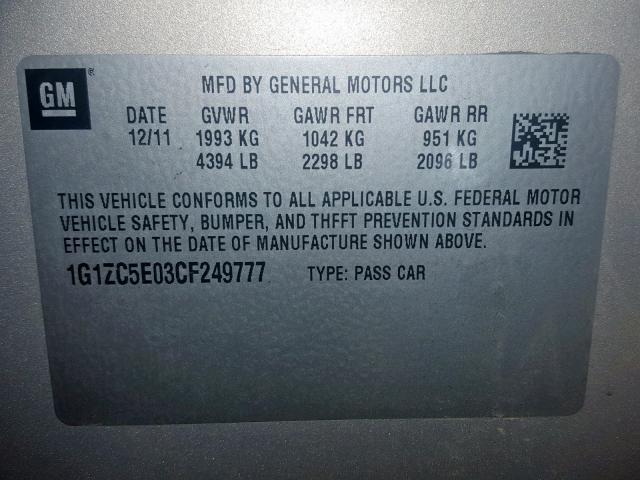 GM®
MFD BY GENERAL MOTORS LLC
DATE GVWR GAWR FRT GAWR RR
12/11 1993 KG 1042 KG 951 KG
4394 LB 2298 LB 2096 LB
THIS VEHICLE CONFORMS TO ALL APPLICABLE U.S. FEDERAL MOTOR
VEHICLE SAFETY, BUMPER, AND THFFT PREVENTION STANDARDS IN
EFFECT ON THE DATE OF MANUFACTURE SHOWN ABOVE.
1G1ZC5E03CF249777 TYPE: PASS CAR